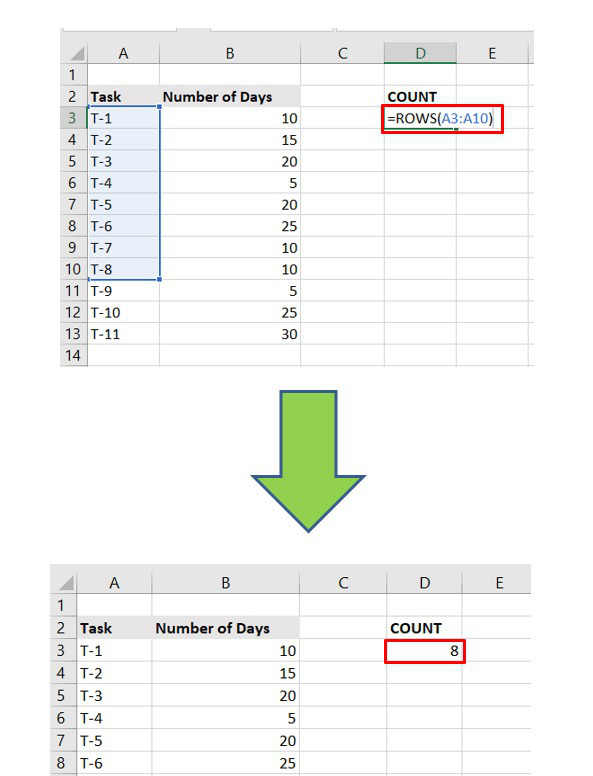 A B C D E
1
2 Task Number of Days COUNT
3 T-1 10 =ROWS(A3:A10)
4 T-2 15
5 T-3 20
6 T-4 5
7 T-5 20
8 T-6 25
9 T-7 10
10 T-8 10
11 T-9 5
12 T-10 25
13 T-11 30
14
A B C D E
1
2 Task Number of Days COUNT
3 T-1 10 8
4 T-2 15
5 T-3 20
6 T-4 5
7 T-5 20
8 T-6 25